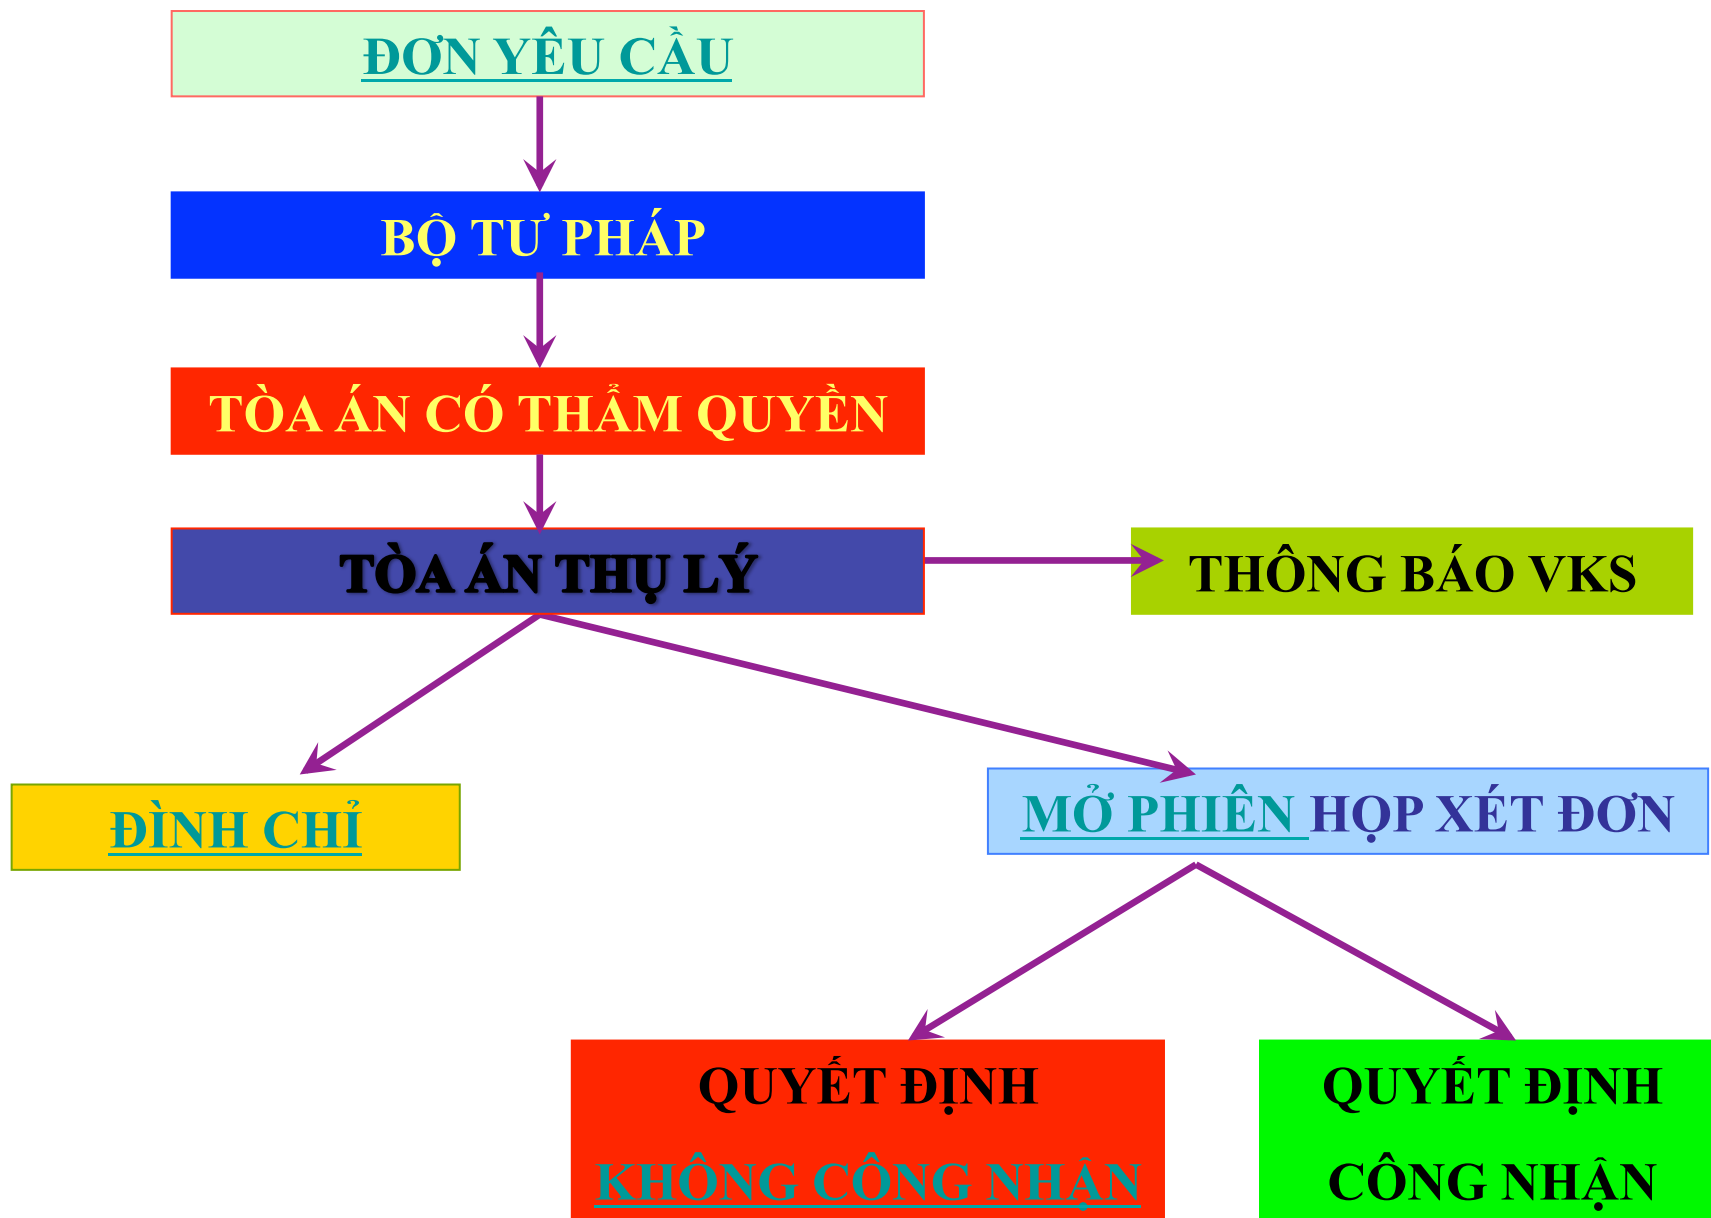 ĐƠN YÊU CẦU
BỘ TƯ PHÁP
TÒA ÁN CÓ THẨM QUYỀN
TÒA ÁN THỤ LÝ
THÔNG BÁO VKS
ĐÌNH CHỈ
MỞ PHIÊN HỌP XÉT ĐƠN
QUYẾT ĐỊNH
KHÔNG CÔNG NHẬN
QUYẾT ĐỊNH
CÔNG NHẬN